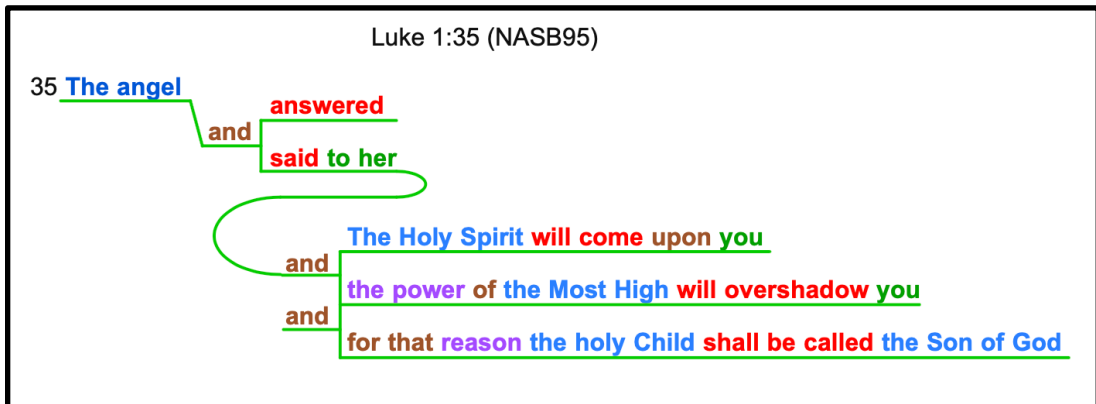 Luke 1:35 (NASB95)
35 The angel
answered
and
said to her
The Holy Spirit will come upon you
and
the power of the Most High will overshadow you
and
for that reason the holy Child shall be called the Son of God